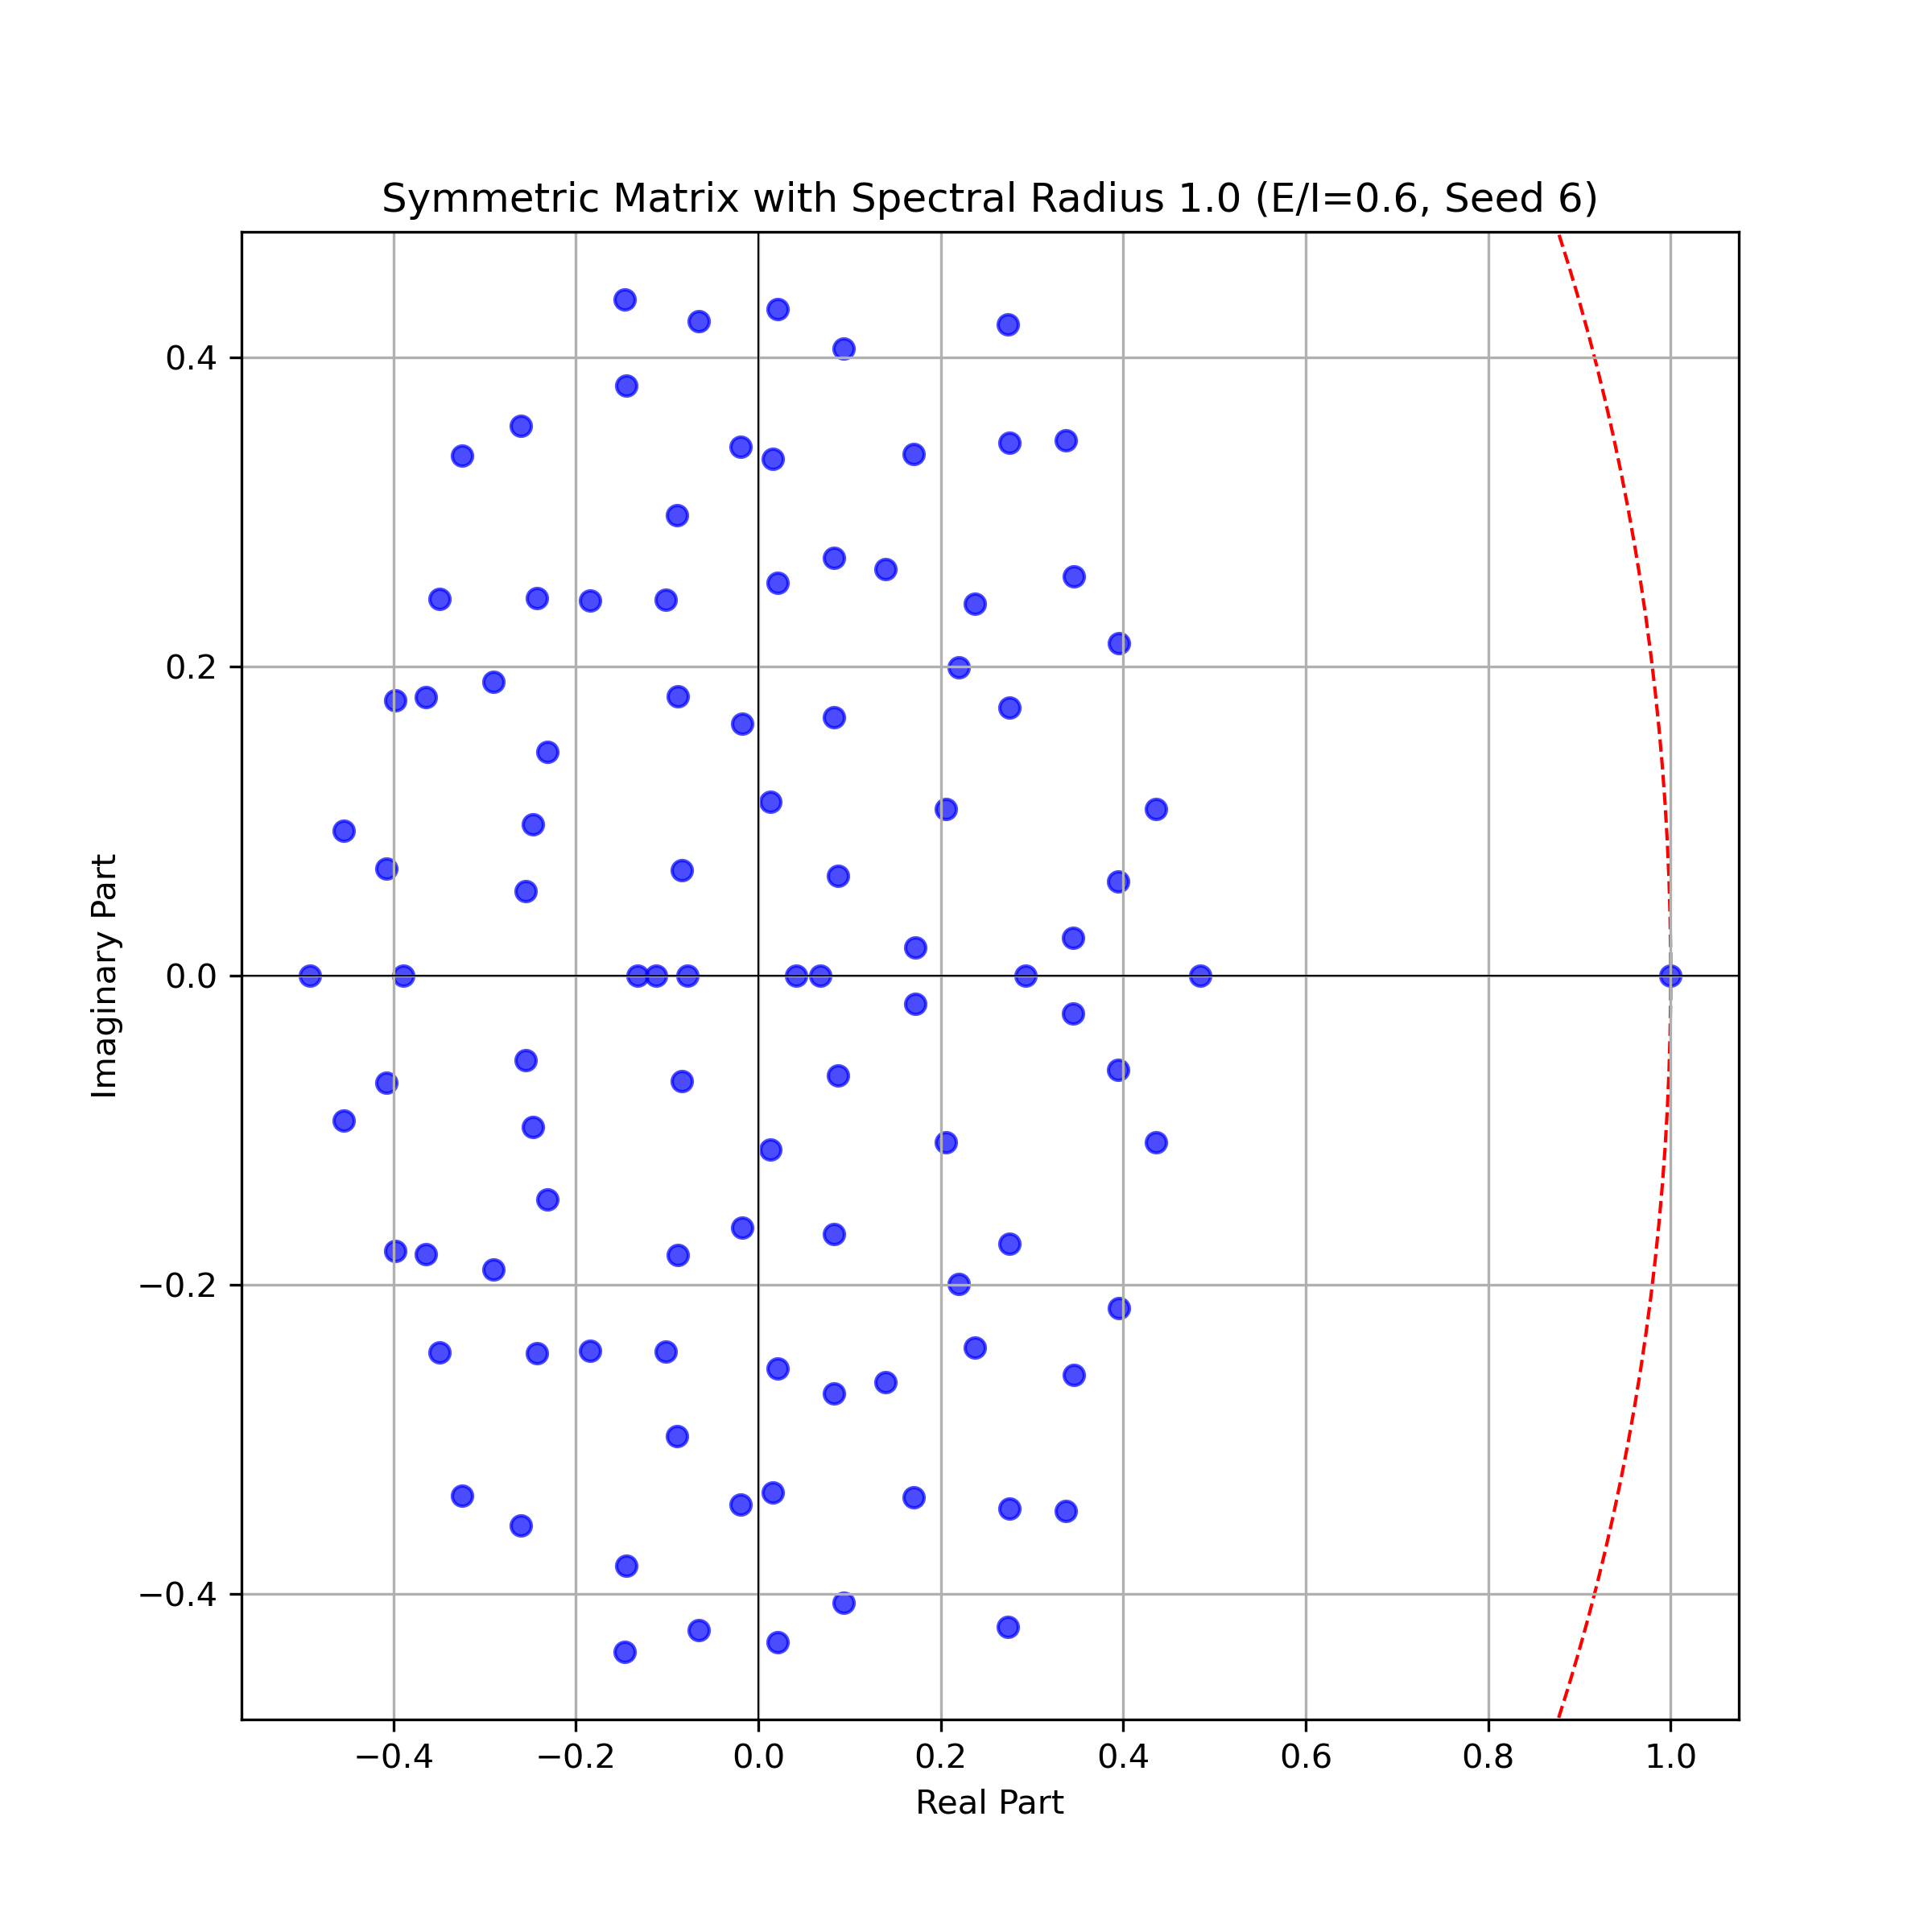 Symmetric Matrix with Spectral Radius 1.0 (E/I=0.6, Seed 6)
Imaginary Part
0.4
0.2
0.0
−0.2
−0.4
−0.4 −0.2 0.0 0.2 0.4 0.6 0.8 1.0
Real Part